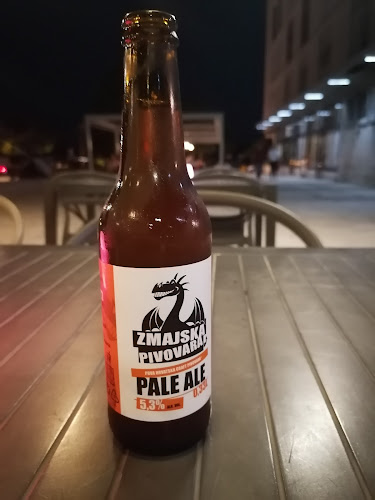 ZMAJSKA
PIVOVARA
PALE ALE
5,3%
0.33L